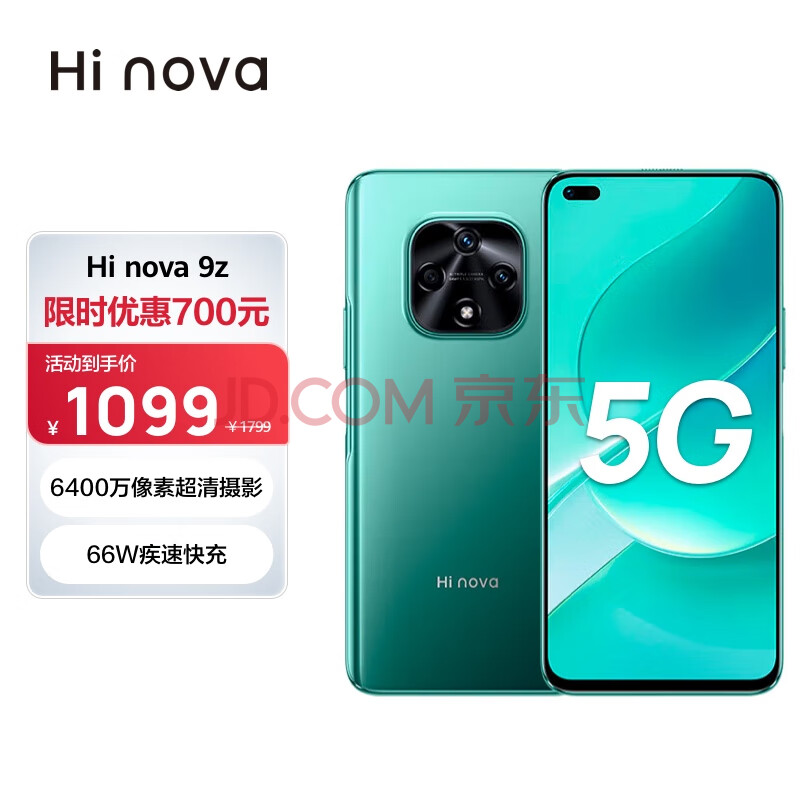 Hi nova
Hi nova 9z
限时优惠700元
活动到手价
¥ 1099 ¥1799
6400万像素超清摄影
66W疾速快充
JD.COM 京东
5G
Hi nova